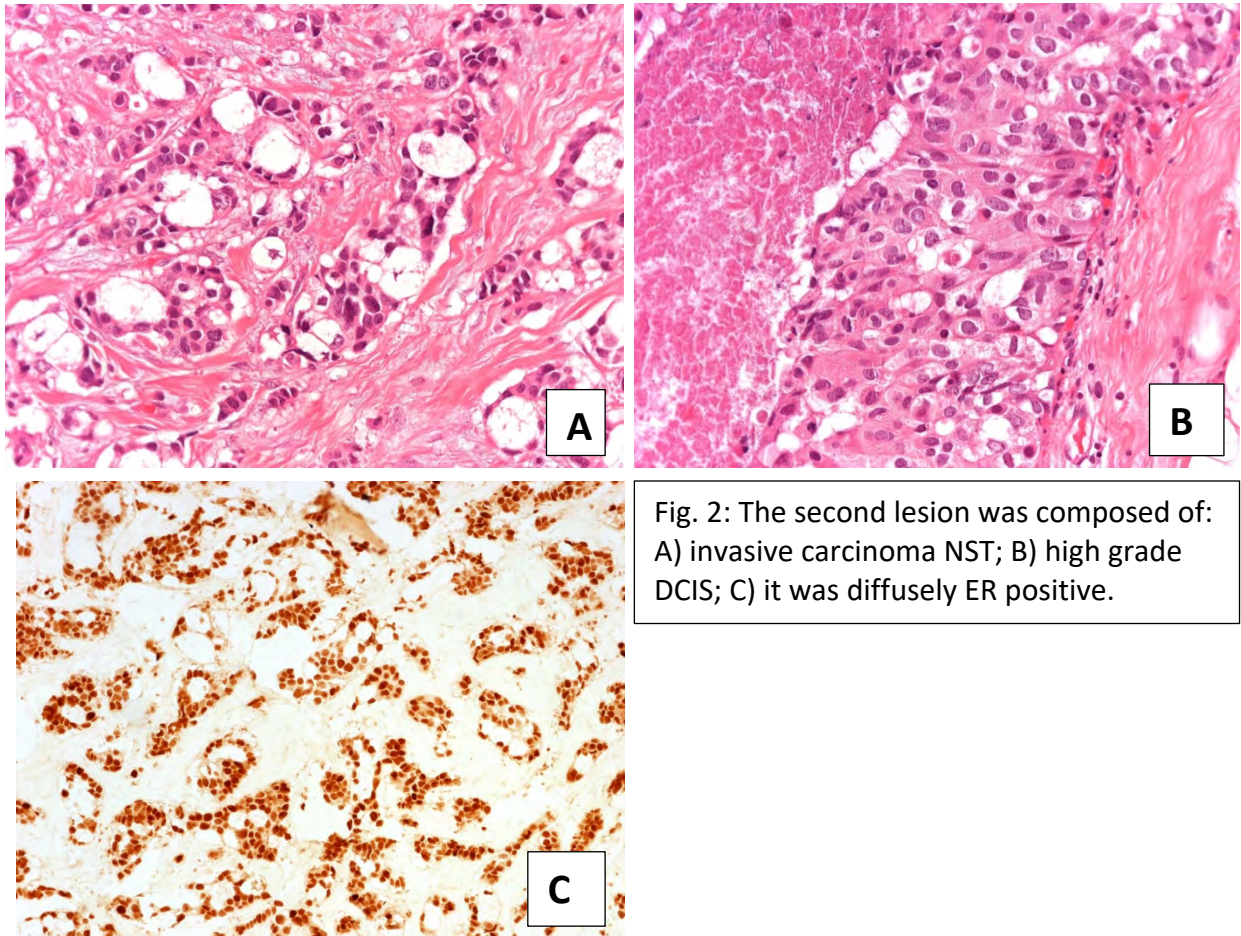 A
B
C
Fig. 2: The second lesion was composed of:
A) invasive carcinoma NST; B) high grade
DCIS; C) it was diffusely ER positive.